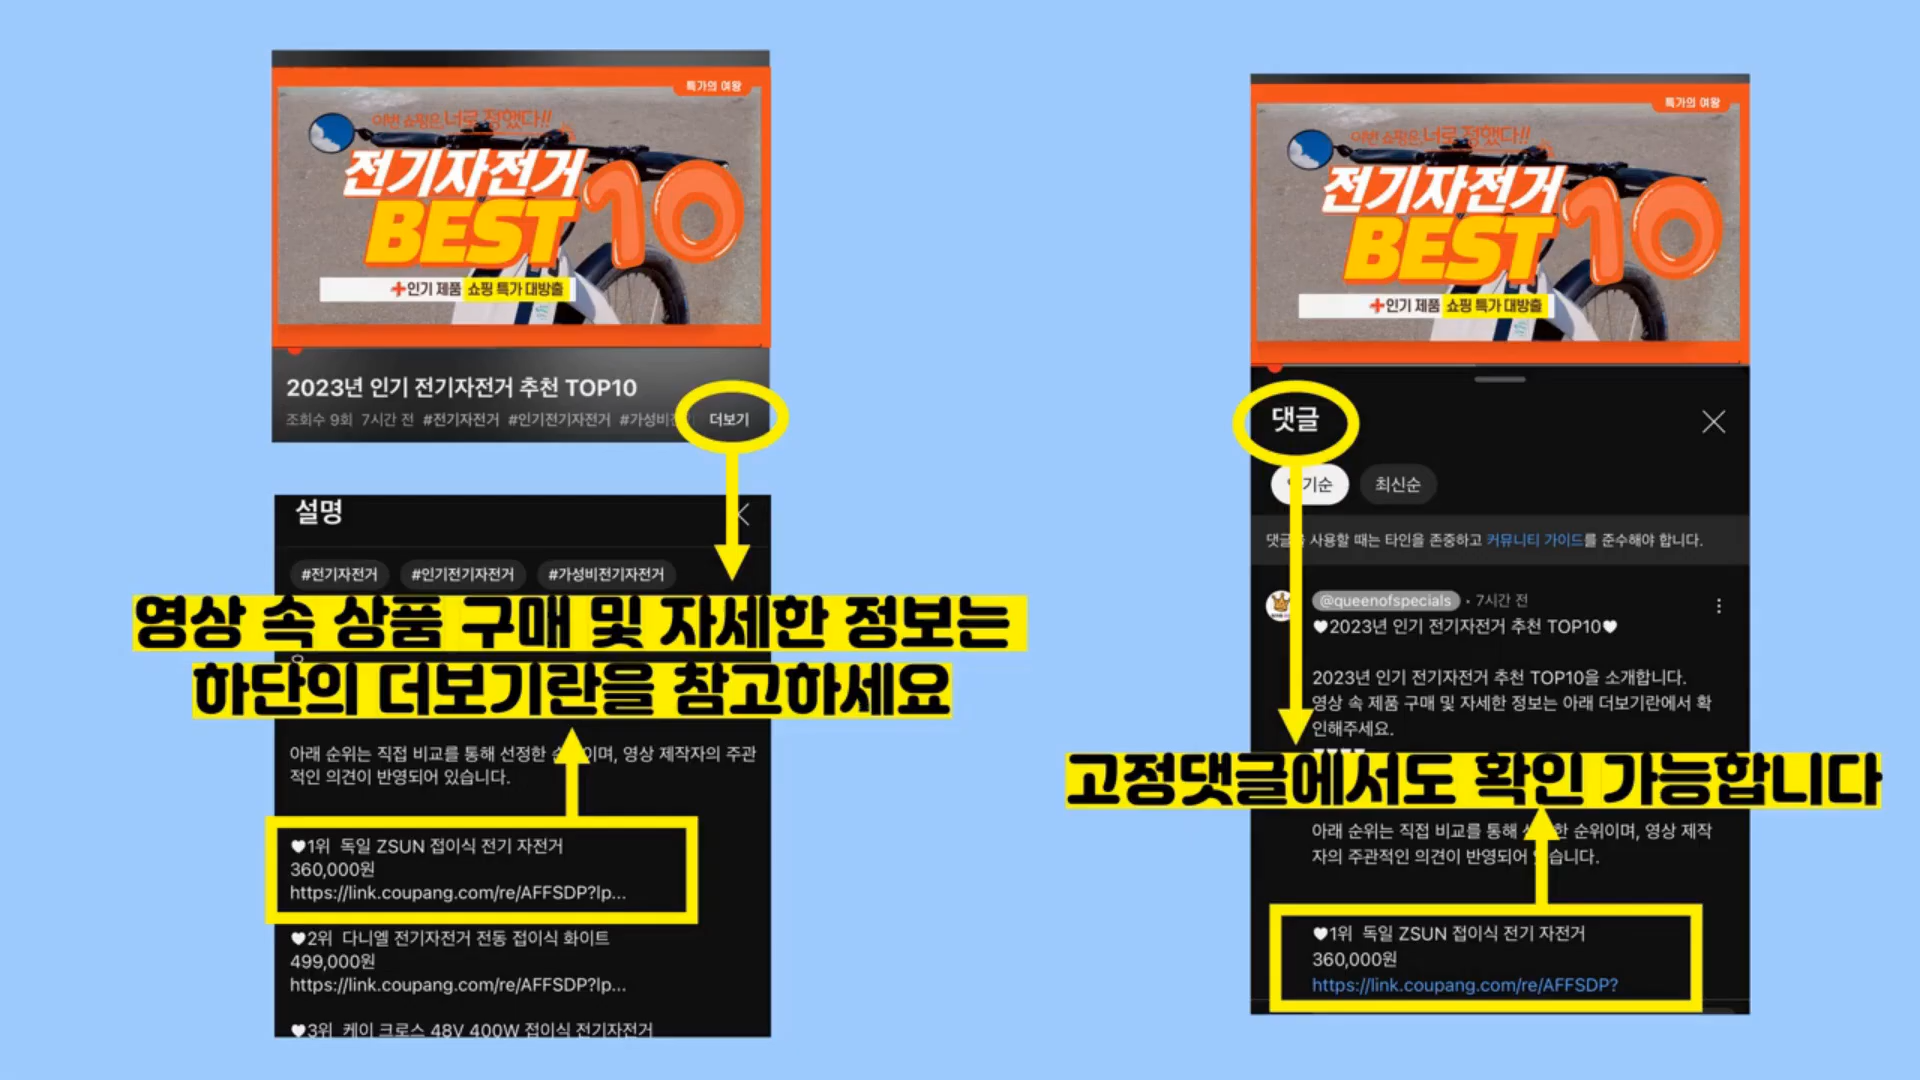 특가의 여왕
이번 쇼핑은 너로 정했다!!
전기자전거
BEST 10
+인기 제품 쇼핑 특가 대방출
2023년 인기 전기자전거 추천 TOP10
조회수 9회 7시간 전 #전기자전거 #인기전기자전거 #가성비 더보기
설명
#전기자전거 #인기전기자전거 #가성비전기자전거
영상 속 상품 구매 및 자세한 정보는
하단의 더보기란을 참고하세요
아래 순위는 직접 비교를 통해 선정한 이며, 영상 제작자의 주관
적인 의견이 반영되어 있습니다.
♥1위 독일 ZSUN 접이식 전기 자전거
360,000원
https://link.coupang.com/re/AFFSDP?lp...
♥2위 다니엘 전기자전거 전동 접이식 화이트
499,000원
https://link.coupang.com/re/AFFSDP?lp...
♥3위 케이 크로스 48V 400W 접이식 전기자전거
특가의 여왕
이번 쇼핑은 너로 정했다!!
전기자전거
BEST 10
+인기 제품 쇼핑 특가 대방출
댓글
기순 최신순
댓글 사용할 때는 타인을 존중하고 커뮤니티 가이드를 준수해야 합니다.
@queenofspecials · 7시간 전
♥2023년 인기 전기자전거 추천 TOP10♥
2023년 인기 전기자전거 추천 TOP10을 소개합니다.
영상 속 제품 구매 및 자세한 정보는 아래 더보기란에서 확
인해주세요.
고정댓글에서도 확인 가능합니다
아래 순위는 직접 비교를 통해 한 순위이며, 영상 제작
자의 주관적인 의견이 반영되어 습니다.
♥1위 독일 ZSUN 접이식 전기 자전거
360,000원
https://link.coupang.com/re/AFFSDP?